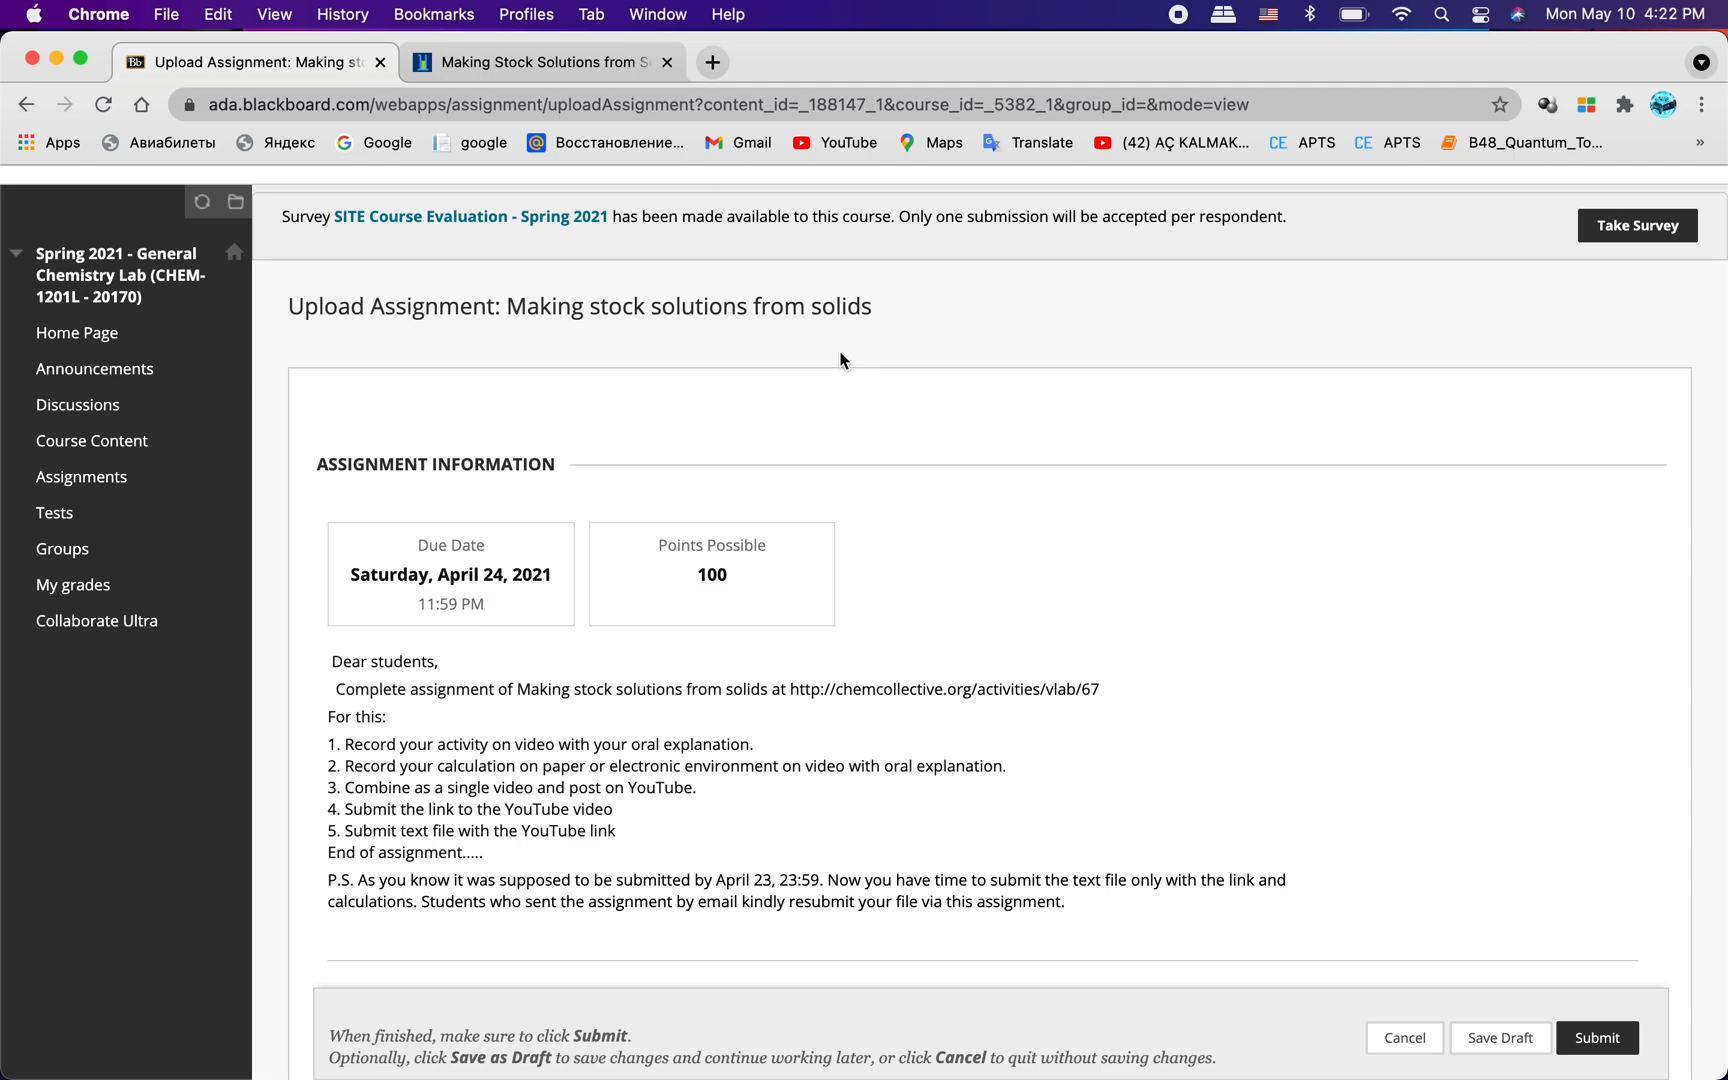 Chrome File Edit View History Bookmarks Profiles Tab Window Help Mon May 10 4:22 PM
Bb Upload Assignment: Making st Making Stock Solutions from S
ada.blackboard.com/webapps/assignment/uploadAssignment?content_id=_188147_1&course_id=_5382_1&group_id=&mode=view
Apps Авиабилеты Яндекс Google google Восстановление... Gmail YouTube Maps Translate (42) AÇ KALMAK... CE APTS CE APTS B48_Quantum_To... »
Survey SITE Course Evaluation - Spring 2021 has been made available to this course. Only one submission will be accepted per respondent.
Take Survey
Spring 2021 - General
Chemistry Lab (CHEM-
1201L - 20170)
Home Page
Announcements
Discussions
Course Content
Assignments
Tests
Groups
My grades
Collaborate Ultra
Upload Assignment: Making stock solutions from solids
ASSIGNMENT INFORMATION
Due Date
Saturday, April 24, 2021
11:59 PM
Points Possible
100
Dear students,
Complete assignment of Making stock solutions from solids at http://chemcollective.org/activities/vlab/67
For this:
1. Record your activity on video with your oral explanation.
2. Record your calculation on paper or electronic environment on video with oral explanation.
3. Combine as a single video and post on YouTube.
4. Submit the link to the YouTube video
5. Submit text file with the YouTube link
End of assignment.....
P.S. As you know it was supposed to be submitted by April 23, 23:59. Now you have time to submit the text file only with the link and
calculations. Students who sent the assignment by email kindly resubmit your file via this assignment.
When finished, make sure to click Submit.
Optionally, click Save as Draft to save changes and continue working later, or click Cancel to quit without saving changes.
Cancel Save Draft Submit